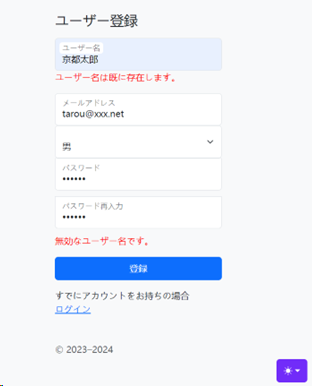 ユーザー登録
ユーザー名
京都太郎
ユーザー名は既に存在します。
メールアドレス
tarou@xxx.net
男
パスワード
••••••
パスワード再入力
••••••
無効なユーザー名です。
登録
すでにアカウントをお持ちの場合
ログイン
© 2023–2024